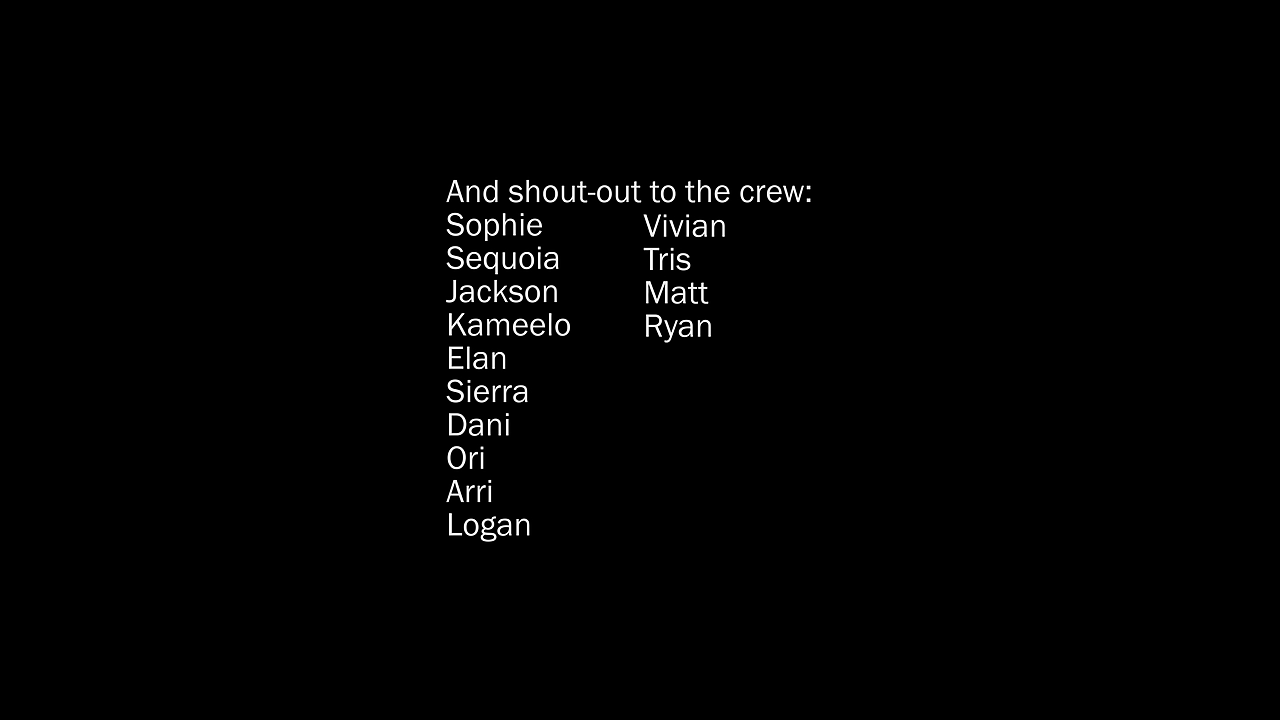 And shout-out to the crew:
Sophie
Sequoia
Jackson
Kameelo
Elan
Sierra
Dani
Ori
Arri
Logan
Vivian
Tris
Matt
Ryan